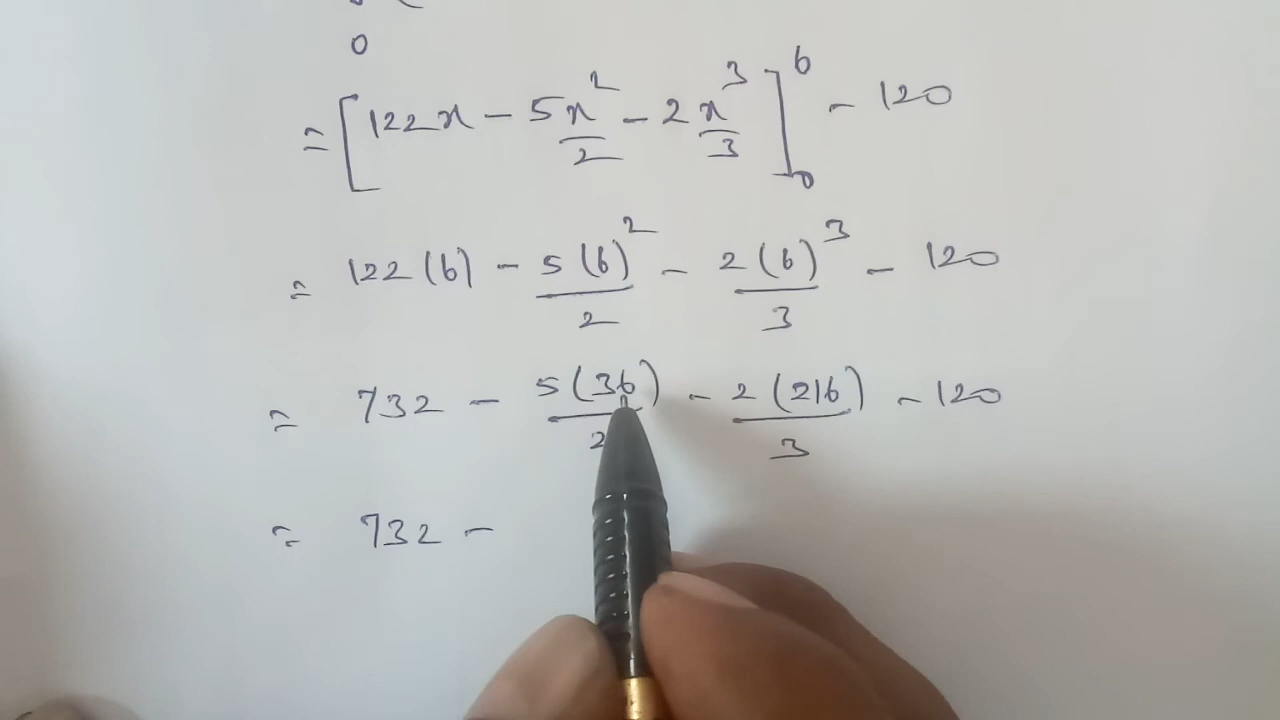 0
= [122x - 5x²/2 - 2x³/3]₀⁶ - 120
= 122(6) - 5(6)²/2 - 2(6)³/3 - 120
= 732 - 5(36)/2 - 2(216)/3 - 120
= 732 -